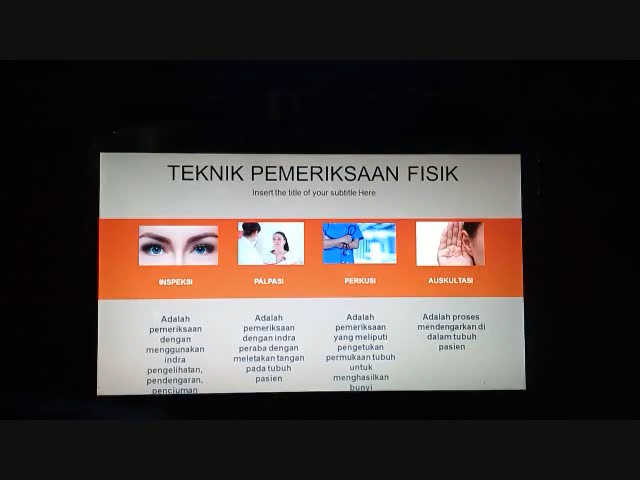 TEKNIK PEMERIKSAAN FISIK
Insert the title of your subtitle Here
INSPEKSI
PALPASI
PERKUSI
AUSKULTASI
Adalah
pemeriksaan
dengan
menggunakan
indra
pengelihatan,
pendengaran,
penciuman
Adalah
pemeriksaan
dengan indra
peraba dengan
meletakan tangan
pada tubuh
pasien
Adalah
pemeriksaan
yang meliputi
pengetukan
permukaan tubuh
untuk
menghasilkan
bunyi
Adalah proses
mendengarkan di
dalam tubuh
pasien